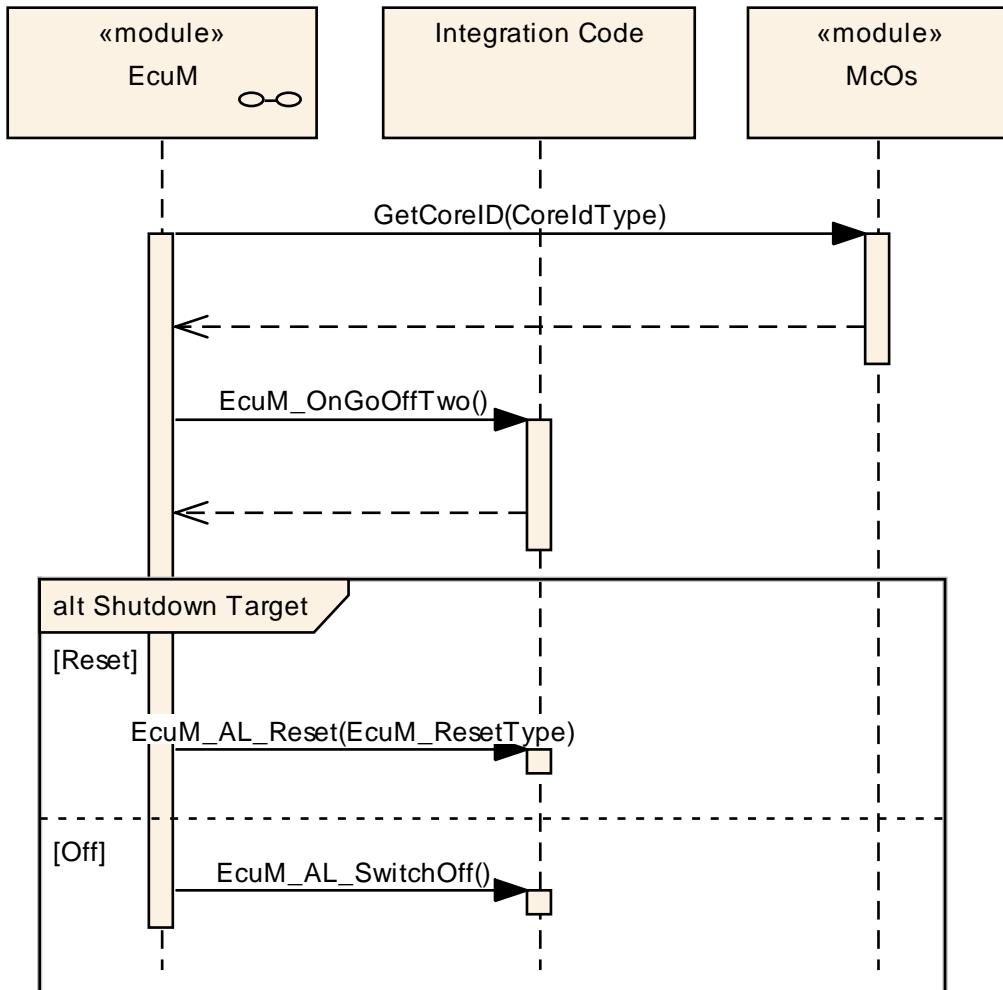 «module»
EcuM
Integration Code
«module»
McOs
GetCoreID(CoreIdType)
EcuM_OnGoOffTwo()
alt Shutdown Target
[Reset]
EcuM_AL_Reset(EcuM_ResetType)
[Off]
EcuM_AL_SwitchOff()